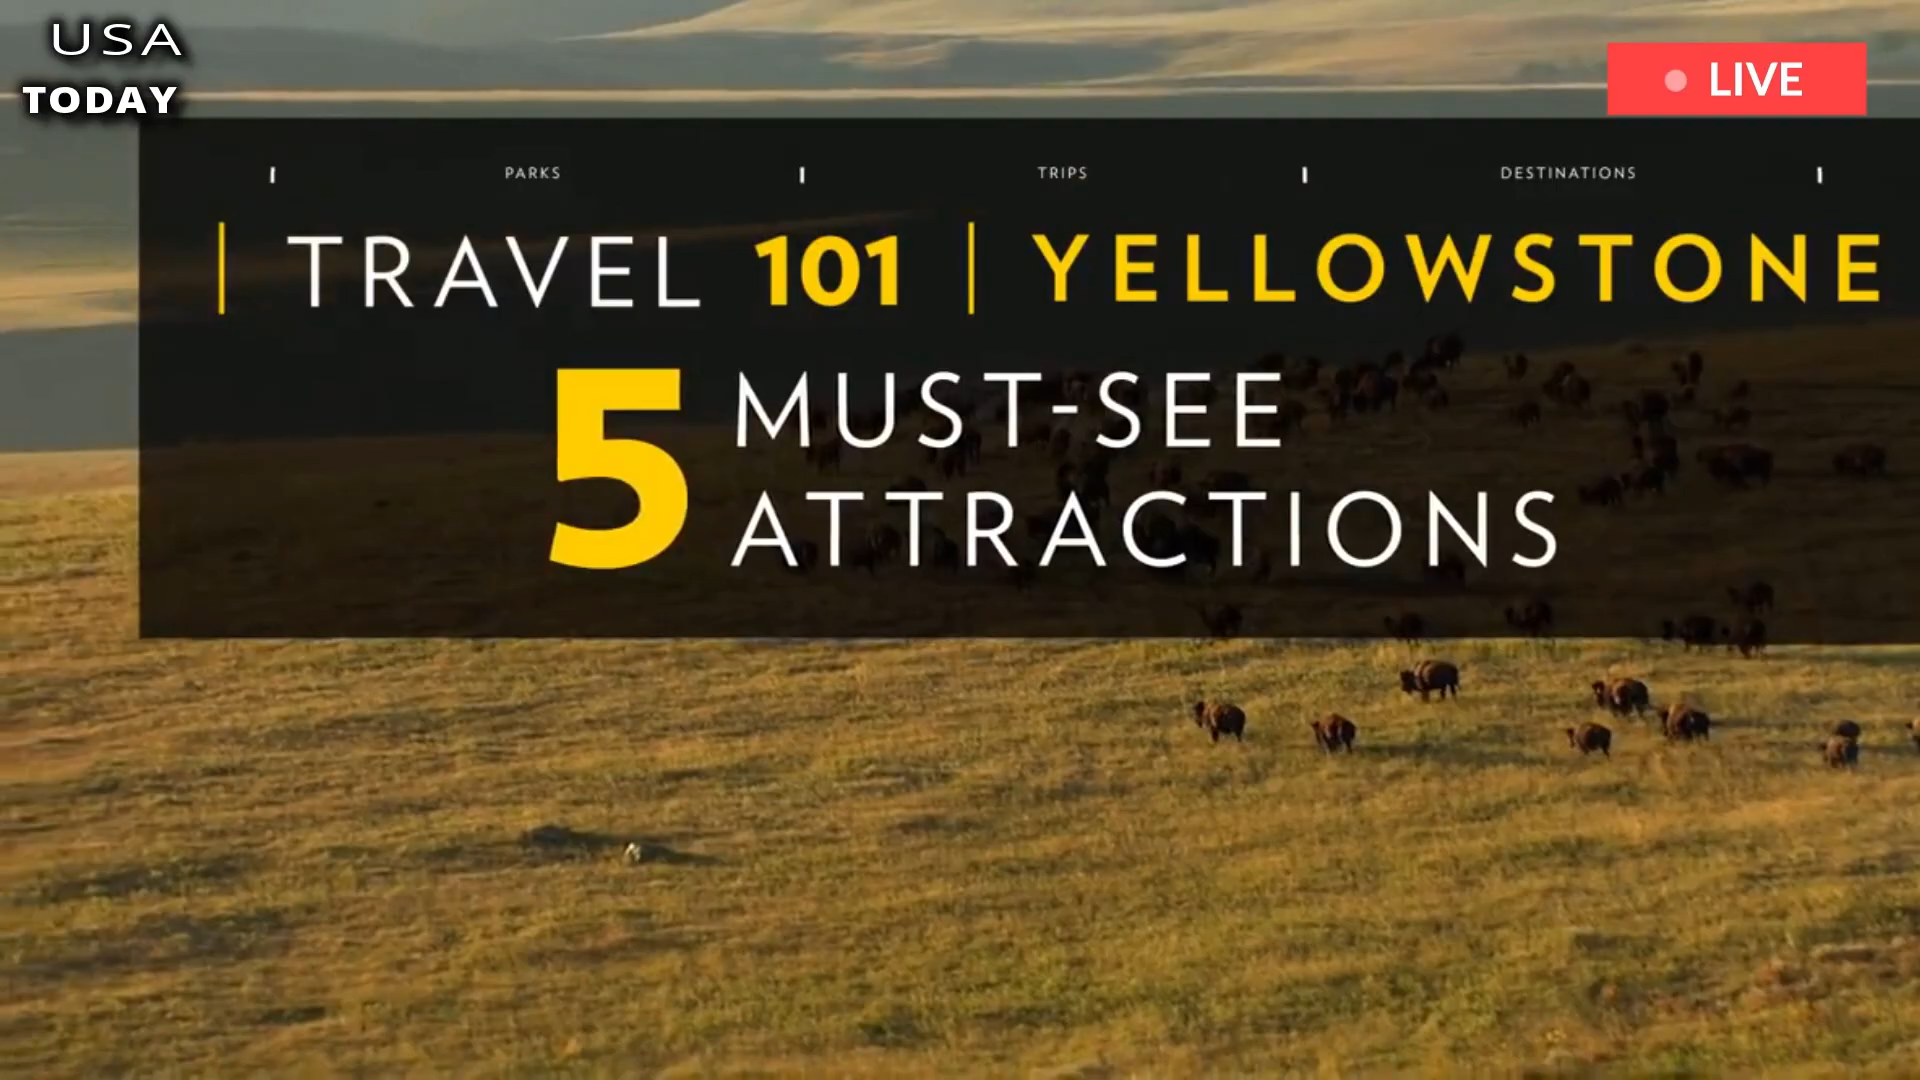 USA
TODAY
LIVE
PARKS TRIPS DESTINATIONS
TRAVEL 101 | YELLOWSTONE
5 MUST-SEE
ATTRACTIONS